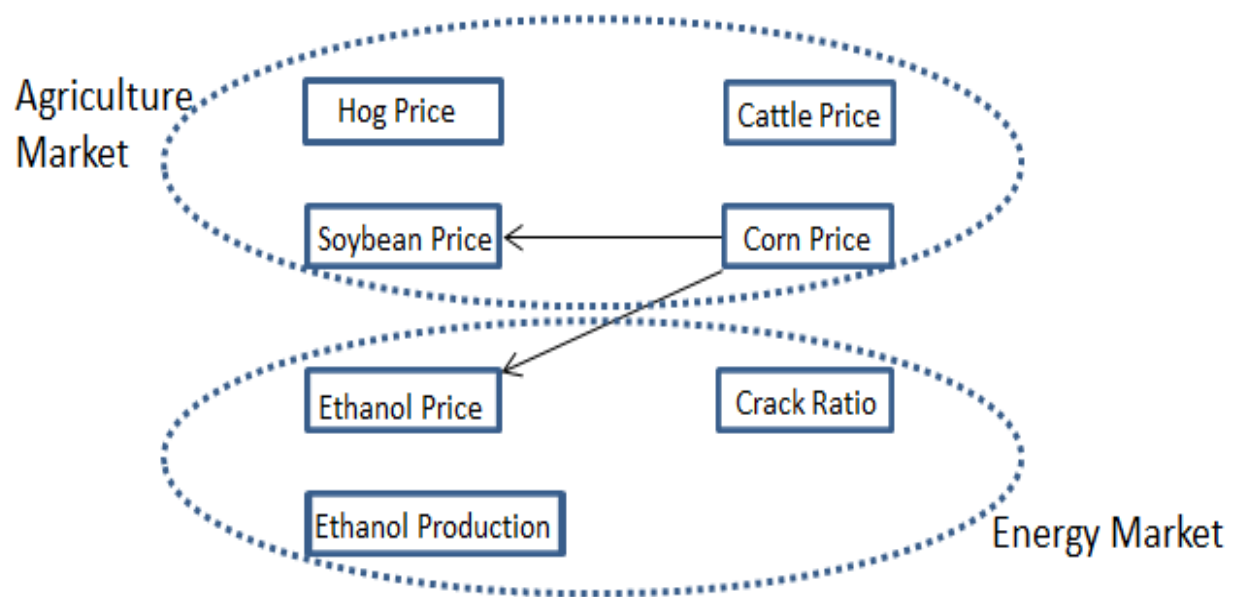 Agriculture
Market
Hog Price
Cattle Price
Soybean Price
Corn Price
Ethanol Price
Crack Ratio
Ethanol Production
Energy Market